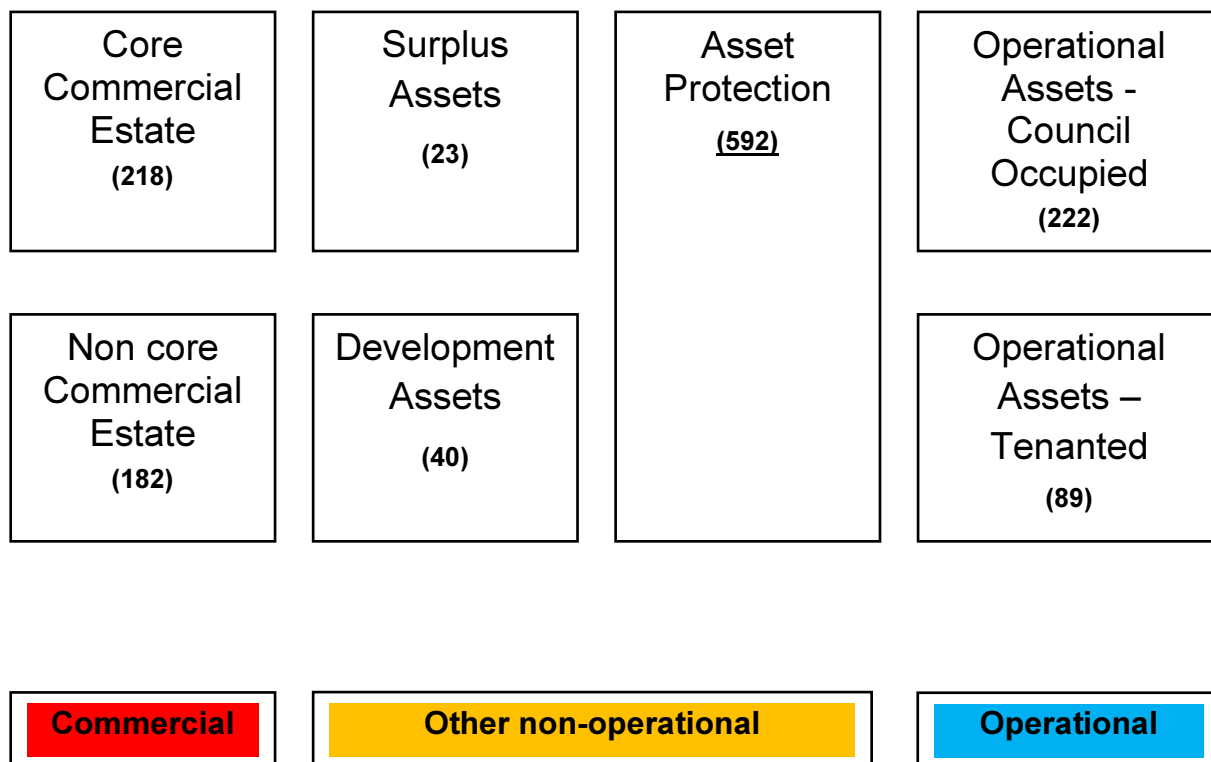 Core
Commercial
Estate
(218)
Surplus
Assets
(23)
Asset
Protection
(592)
Operational
Assets -
Council
Occupied
(222)
Non core
Commercial
Estate
(182)
Development
Assets
(40)
Operational
Assets –
Tenanted
(89)
Commercial
Other non-operational
Operational